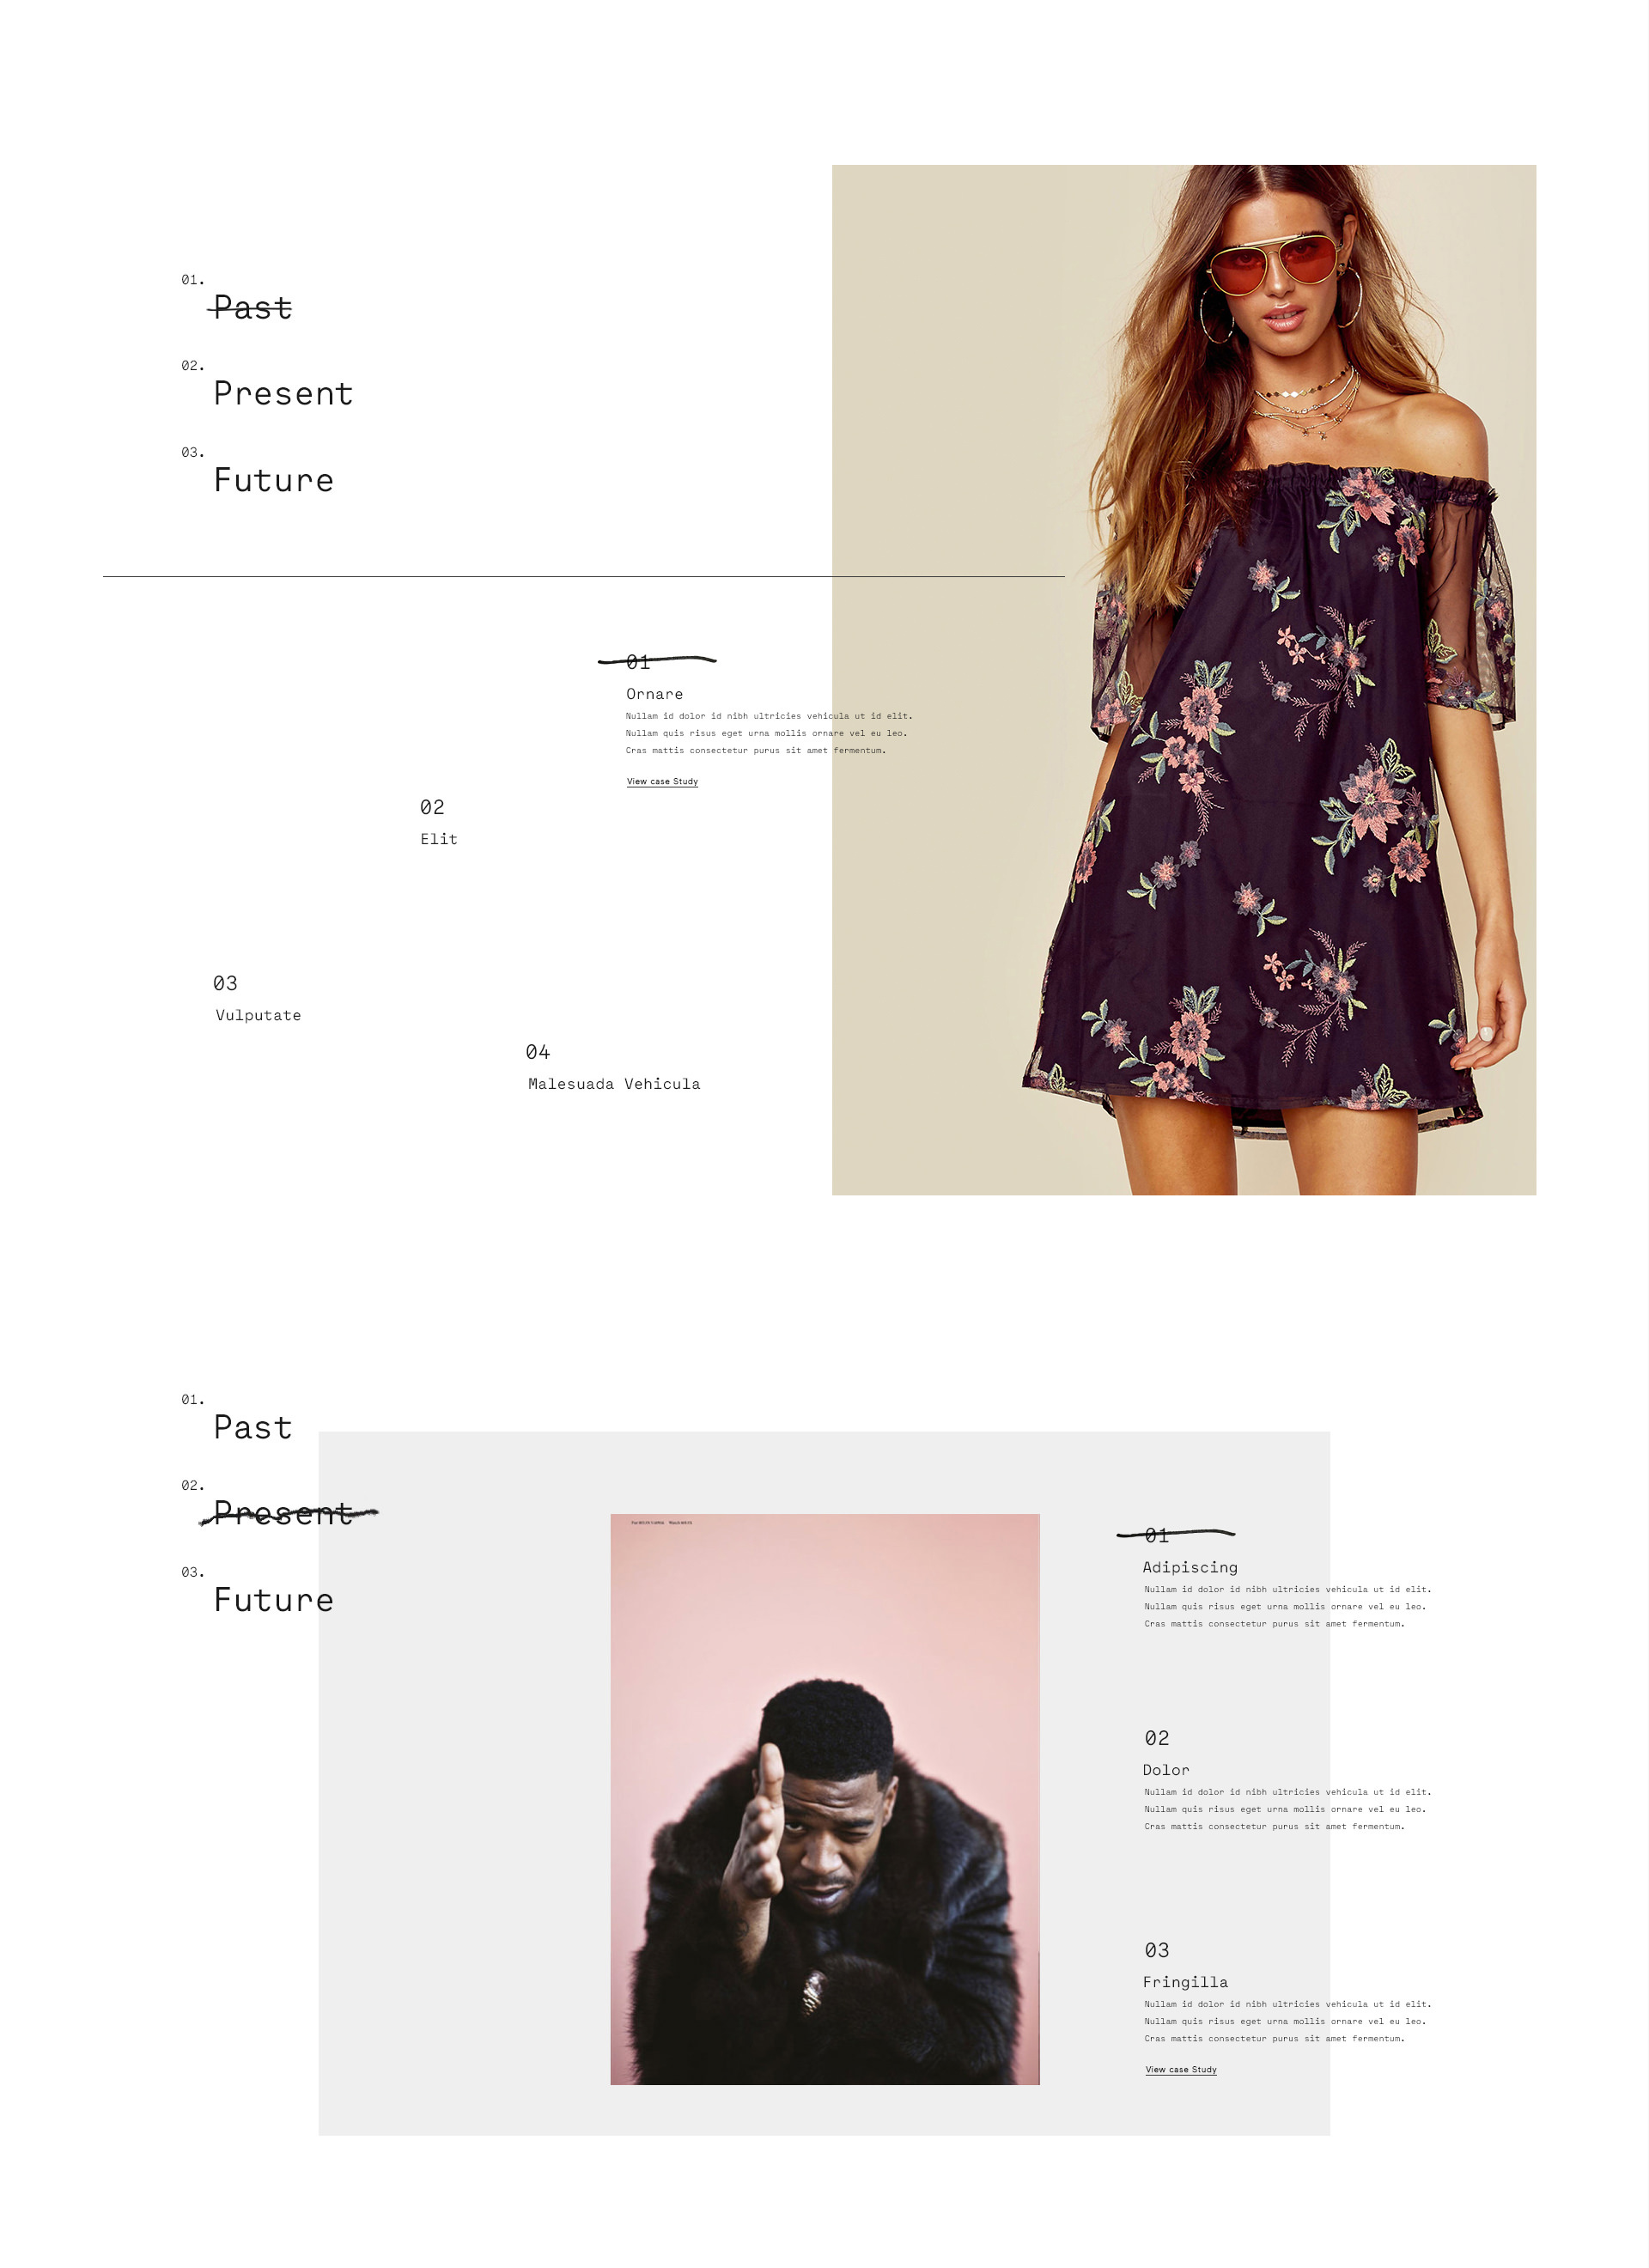 01.
Past
02.
Present
03.
Future
01
Ornare
Nullam id dolor id nibh ultricies vehicula ut id elit.
Nullam quis risus eget urna mollis ornare vel eu leo.
Cras mattis consectetur purus sit amet fermentum.
View case Study
02
Elit
03
Vulputate
04
Malesuada Vehicula
01.
Past
02.
Present
03.
Future
01
Adipiscing
Nullam id dolor id nibh ultricies vehicula ut id elit.
Nullam quis risus eget urna mollis ornare vel eu leo.
Cras mattis consectetur purus sit amet fermentum.
02
Dolor
Nullam id dolor id nibh ultricies vehicula ut id elit.
Nullam quis risus eget urna mollis ornare vel eu leo.
Cras mattis consectetur purus sit amet fermentum.
03
Fringilla
Nullam id dolor id nibh ultricies vehicula ut id elit.
Nullam quis risus eget urna mollis ornare vel eu leo.
Cras mattis consectetur purus sit amet fermentum.
View case Study